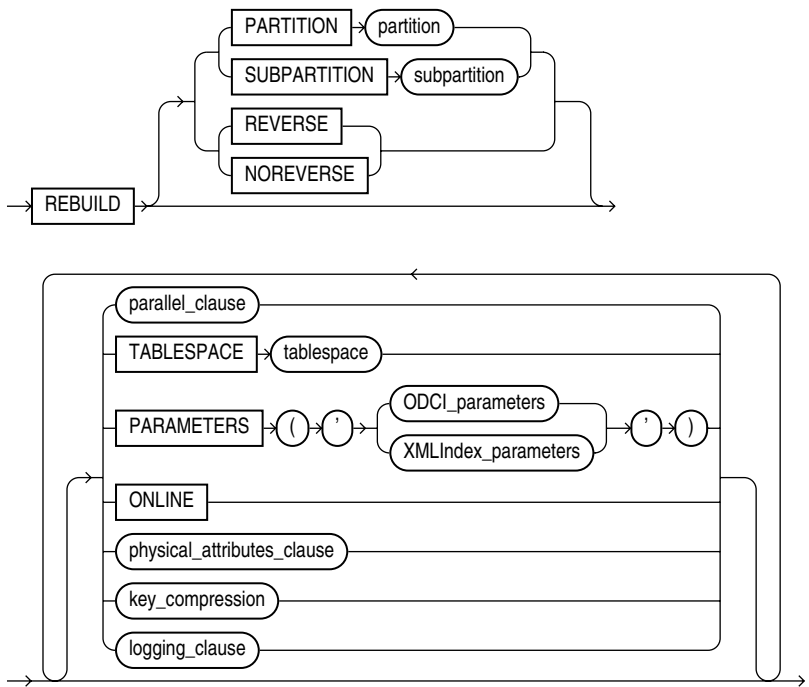 PARTITION partition
SUBPARTITION subpartition
REVERSE
NOREVERSE
REBUILD
parallel_clause
TABLESPACE tablespace
ODCI_parameters
PARAMETERS ( ' ' )
XMLIndex_parameters
ONLINE
physical_attributes_clause
key_compression
logging_clause